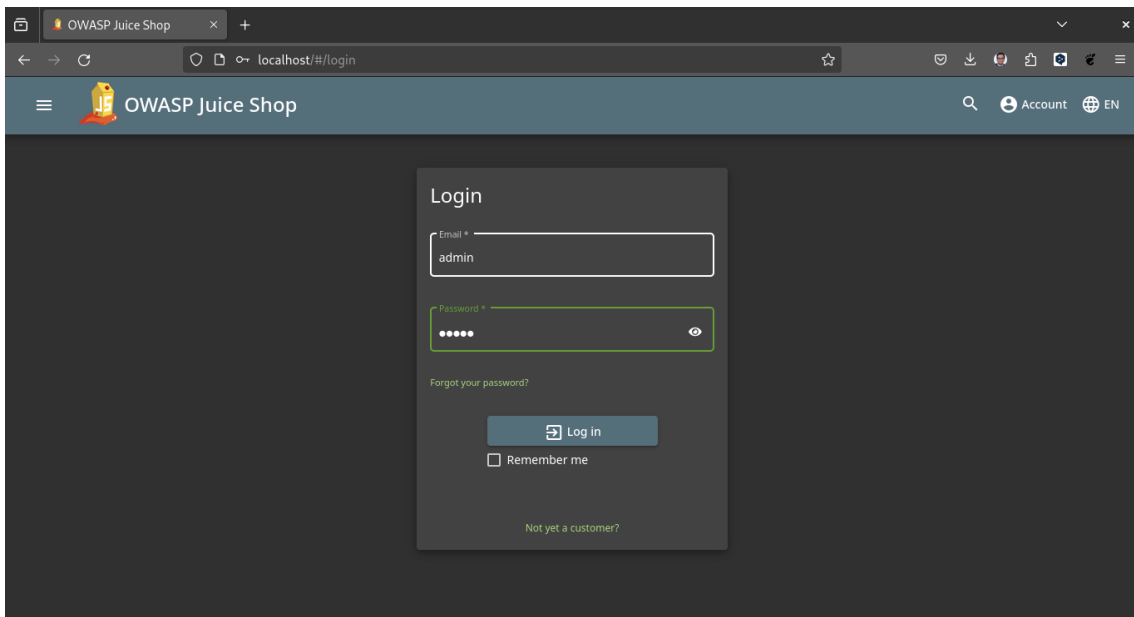 OWASP Juice Shop
localhost/#/login
JS OWASP Juice Shop Account EN
Login
Email *
admin
Password *
•••••
Forgot your password?
Log in
Remember me
Not yet a customer?